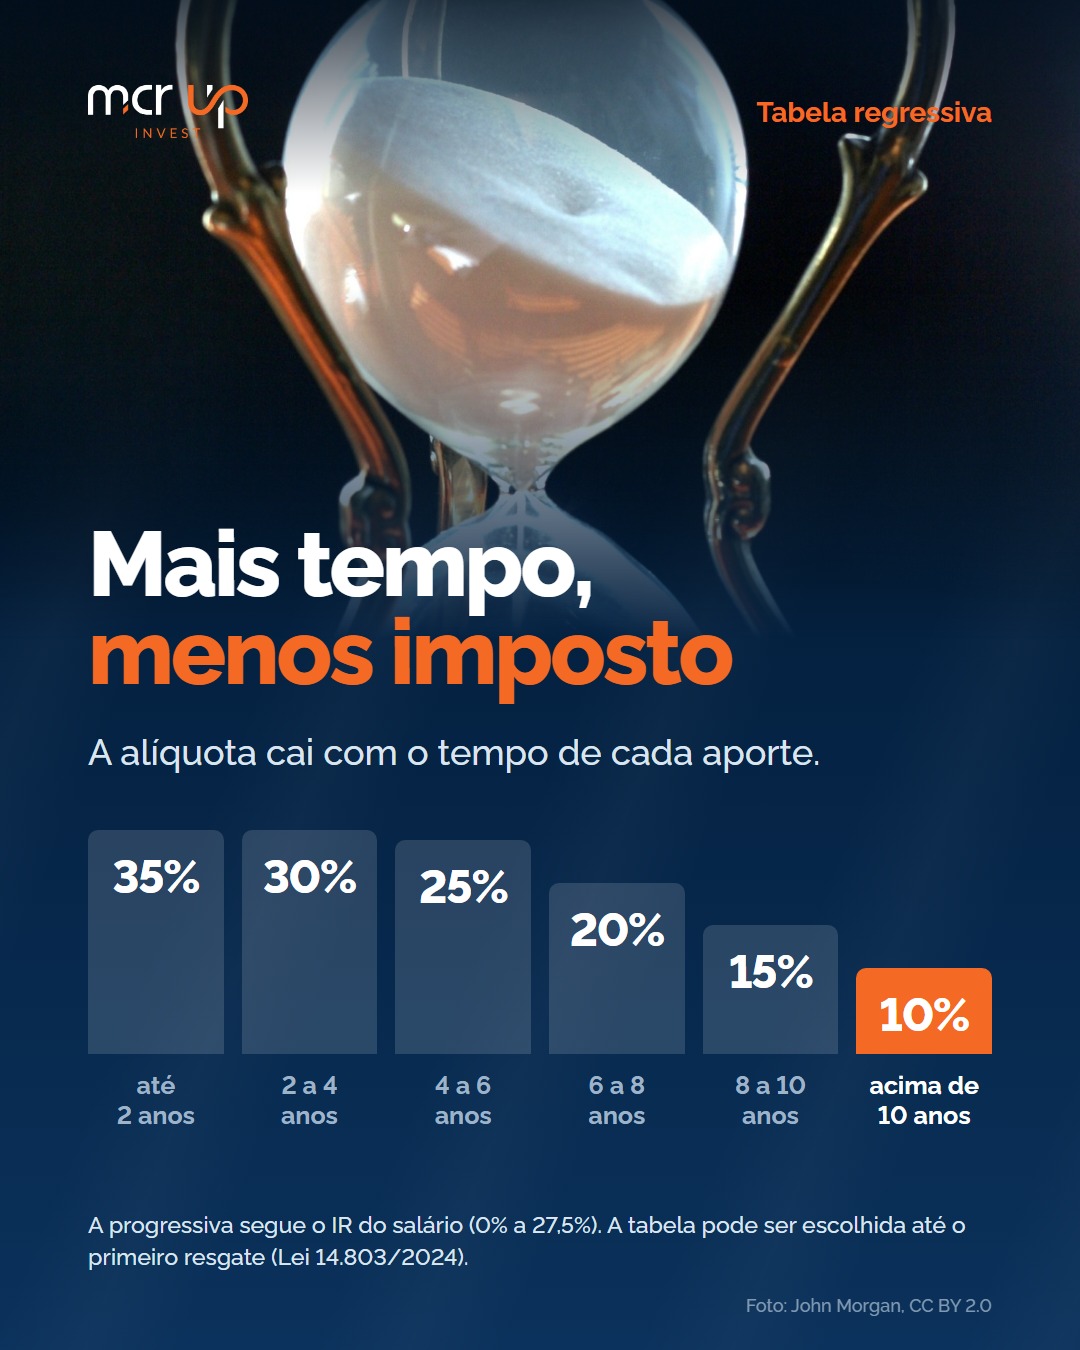 mcr up
INVEST
Tabela regressiva
Mais tempo,
menos imposto
A alíquota cai com o tempo de cada aporte.
35%
30%
25%
20%
15%
10%
até
2 anos
2 a 4
anos
4 a 6
anos
6 a 8
anos
8 a 10
anos
acima de
10 anos
A progressiva segue o IR do salário (0% a 27,5%). A tabela pode ser escolhida até o
primeiro resgate (Lei 14.803/2024).
Foto: John Morgan, CC BY 2.0